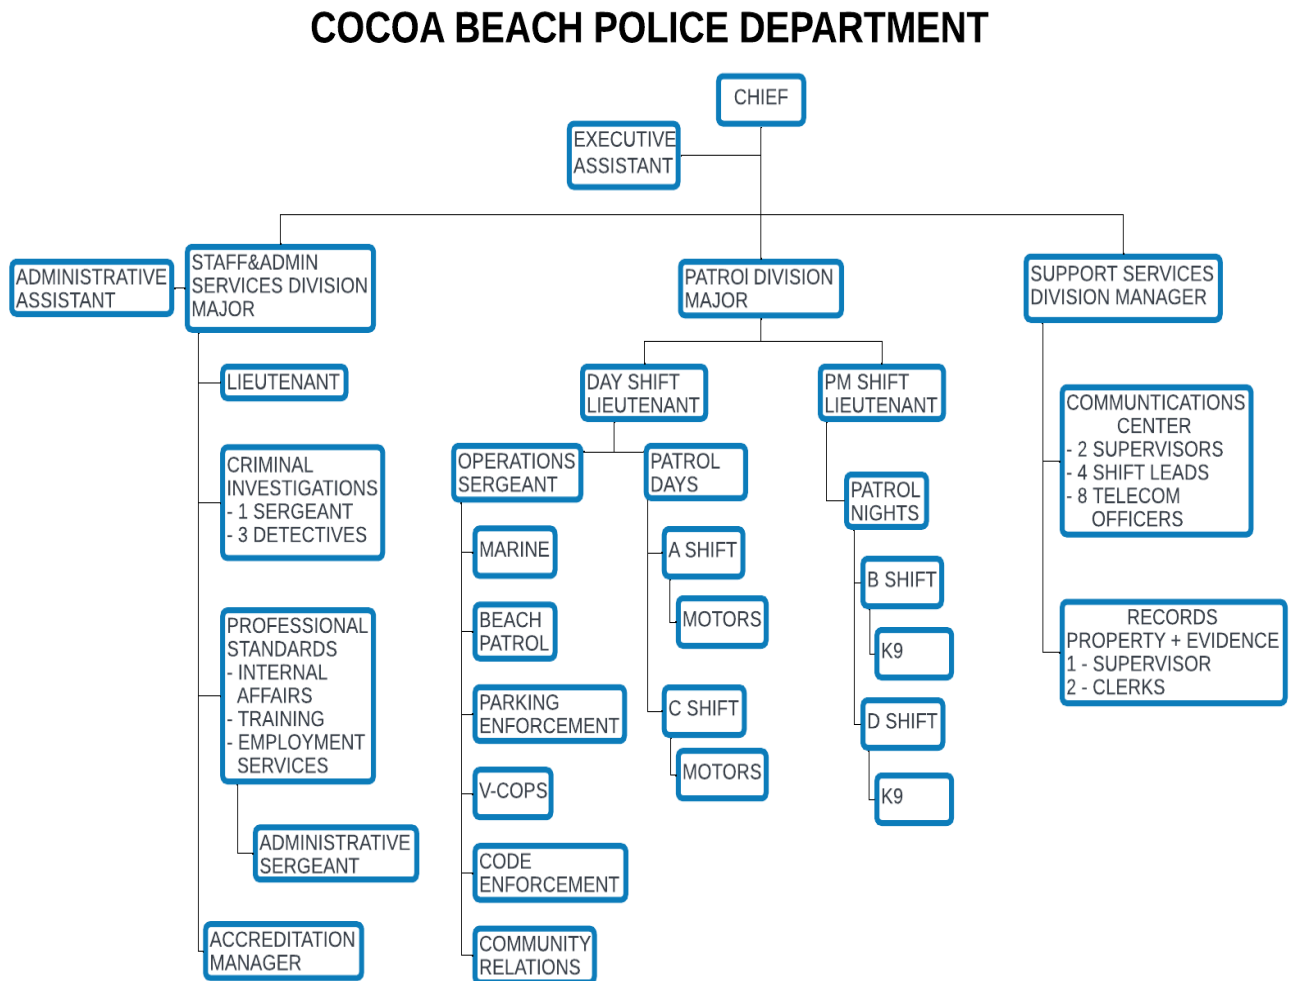 COCOA BEACH POLICE DEPARTMENT
CHIEF
EXECUTIVE
ASSISTANT
ADMINISTRATIVE
ASSISTANT
STAFF&ADMIN
SERVICES DIVISION
MAJOR
PATROI DIVISION
MAJOR
SUPPORT SERVICES
DIVISION MANAGER
LIEUTENANT
CRIMINAL
INVESTIGATIONS
- 1 SERGEANT
- 3 DETECTIVES
PROFESSIONAL
STANDARDS
- INTERNAL
AFFAIRS
- TRAINING
- EMPLOYMENT
SERVICES
ADMINISTRATIVE
SERGEANT
ACCREDITATION
MANAGER
DAY SHIFT
LIEUTENANT
OPERATIONS
SERGEANT
MARINE
BEACH
PATROL
PARKING
ENFORCEMENT
V-COPS
CODE
ENFORCEMENT
COMMUNITY
RELATIONS
PATROL
DAYS
A SHIFT
MOTORS
C SHIFT
MOTORS
PM SHIFT
LIEUTENANT
PATROL
NIGHTS
B SHIFT
K9
D SHIFT
K9
COMMUNTICATIONS
CENTER
- 2 SUPERVISORS
- 4 SHIFT LEADS
- 8 TELECOM
OFFICERS
RECORDS
PROPERTY + EVIDENCE
1 - SUPERVISOR
2 - CLERKS